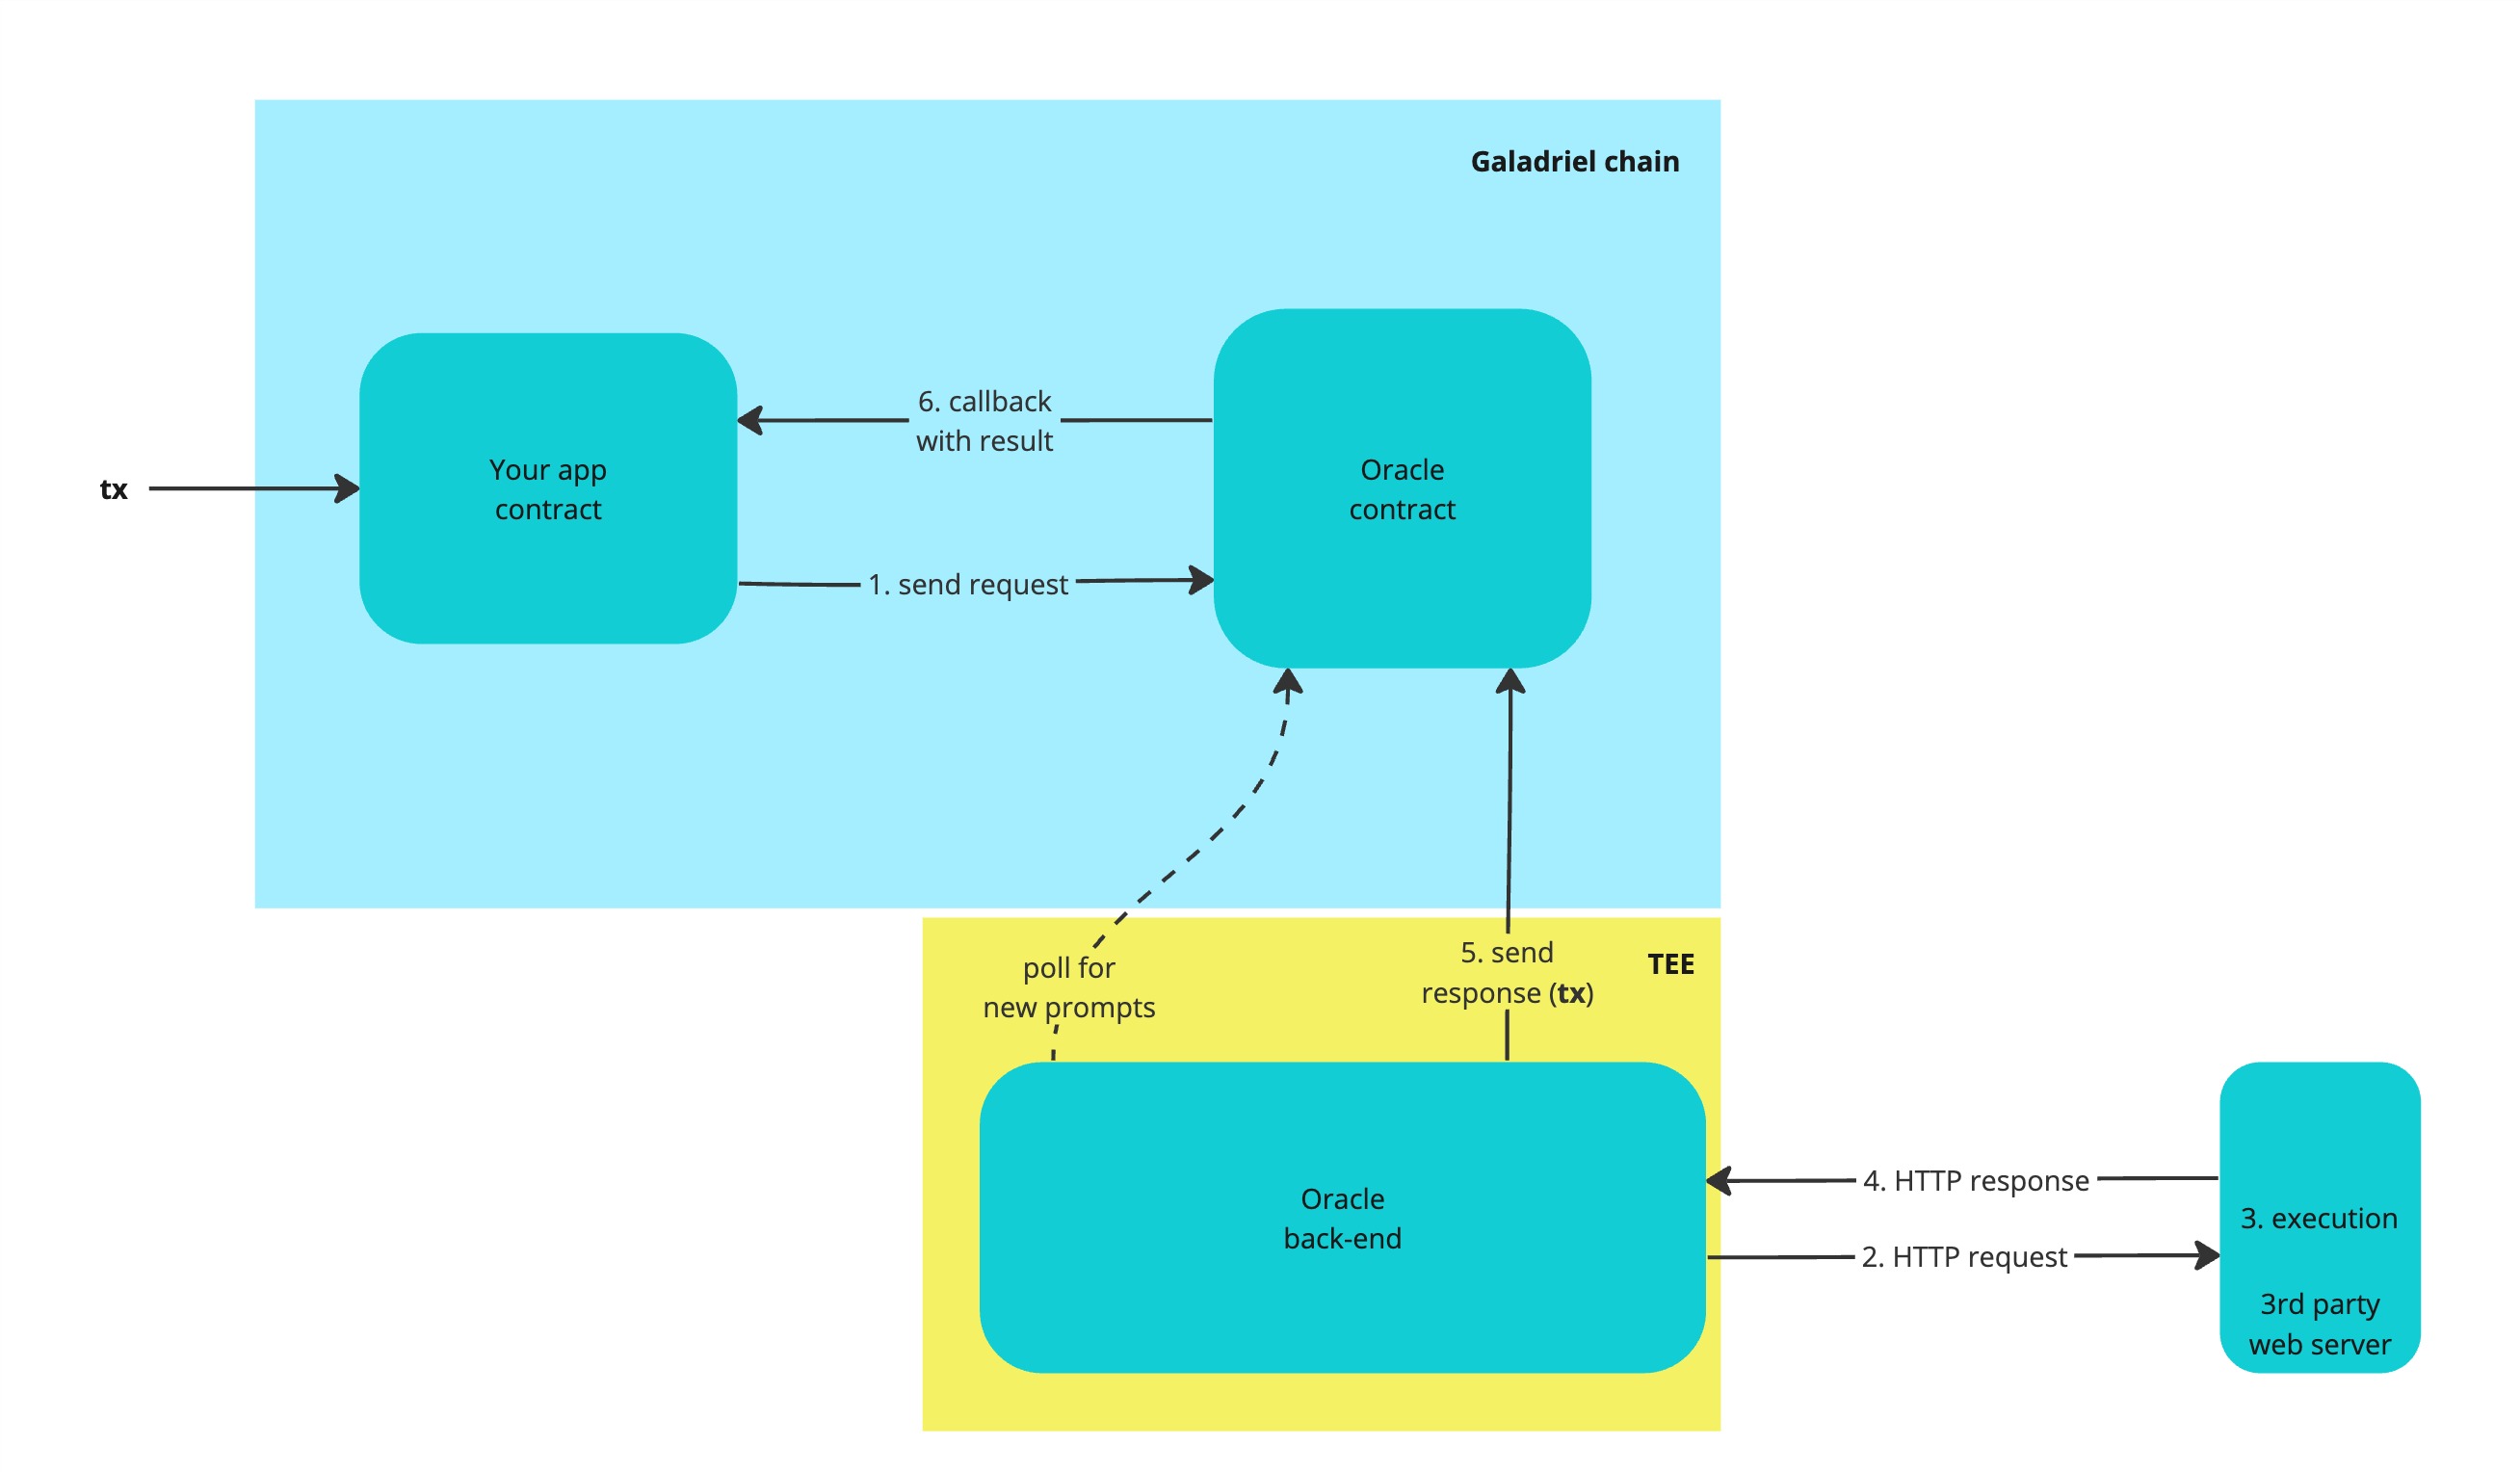 Galadriel chain
6. callback
with result
tx
Your app
contract
Oracle
contract
1. send request
poll for
new prompts
5. send
response (tx)
TEE
Oracle
back-end
4. HTTP response
2. HTTP request
3. execution
3rd party
web server